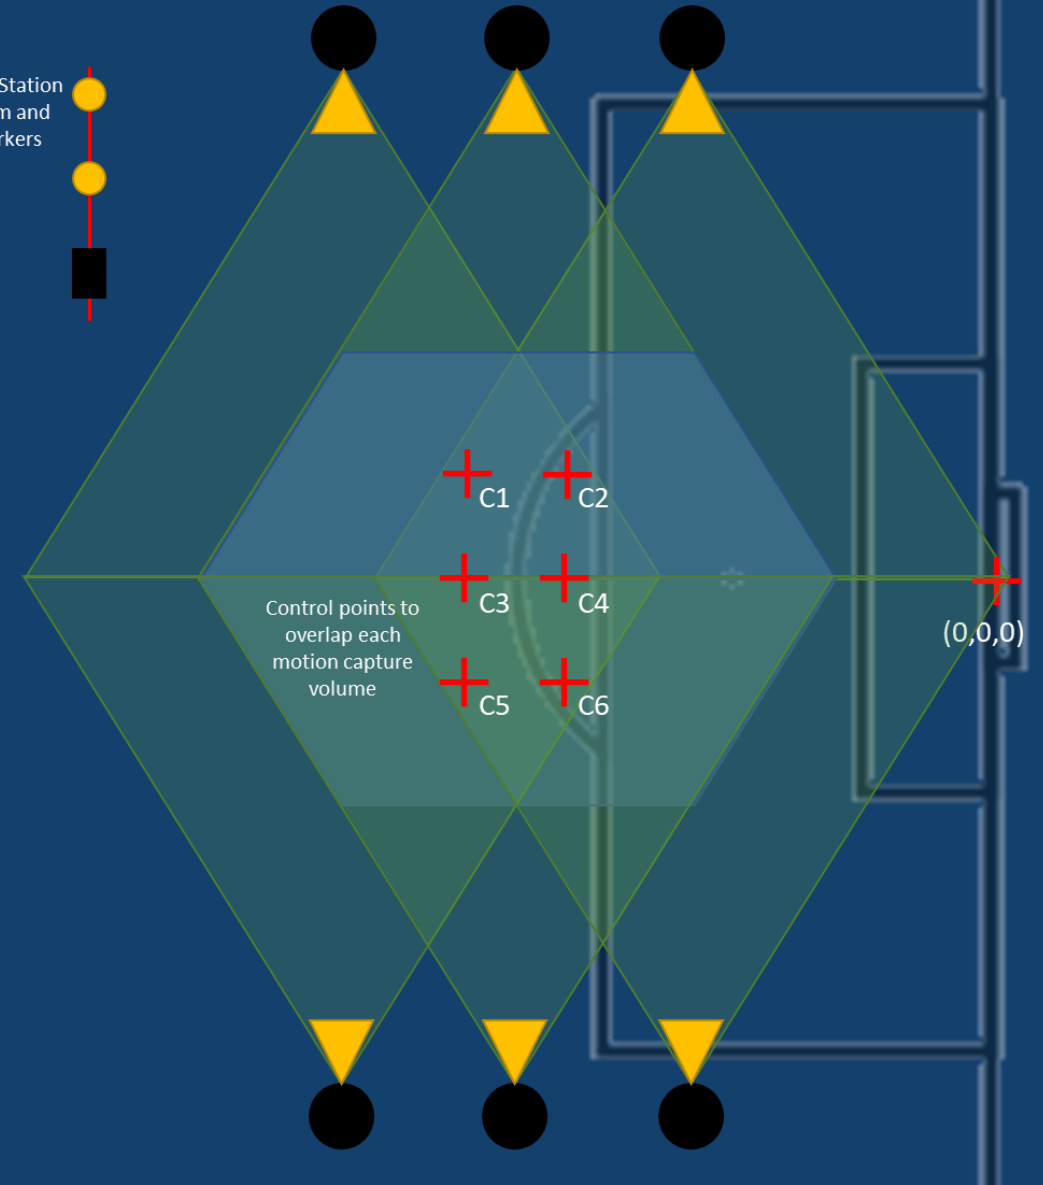 Station
and
C1
C2
C3
C4
Control points to
overlap each
motion capture
volume
(0,0,0)
C5
C6